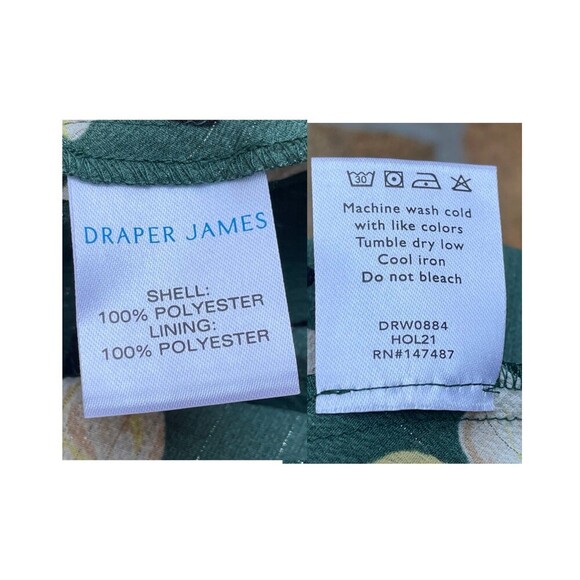 DRAPER JAMES
SHELL:
100% POLYESTER
LINING:
100% POLYESTER
30
Machine wash cold
with like colors
Tumble dry low
Cool iron
Do not bleach
DRW0884
HOL21
RN#147487